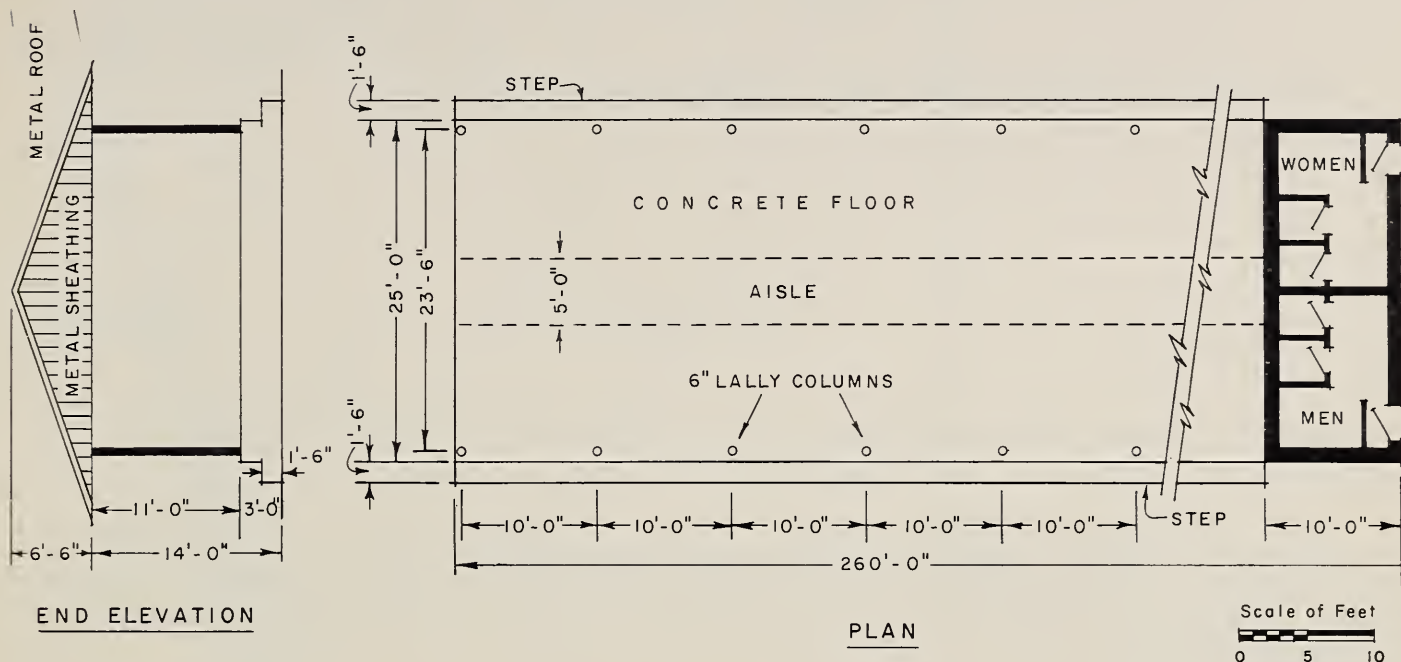 METAL ROOF
METAL SHEATHING
1'-6"
11'-0"
3'-0"
6'-6"
14'-0"
END ELEVATION
1'-6"
STEP
25'-0"
23'-6"
5'-0"
CONCRETE FLOOR
AISLE
6" LALLY COLUMNS
1'-6"
WOMEN
MEN
10'-0"
10'-0"
10'-0"
10'-0"
10'-0"
STEP
10'-0"
260'-0"
PLAN
Scale of Feet
0 5 10